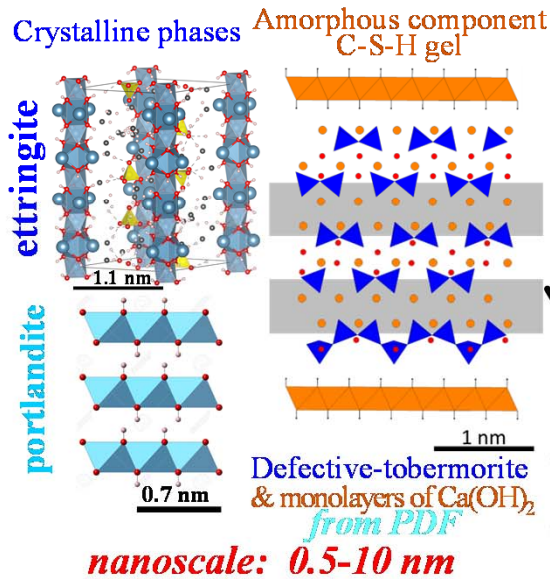 Crystalline phases
Amorphous component
C-S-H gel
ettringite
1.1 nm
portlandite
0.7 nm
1 nm
Defective-tobermorite
& monolayers of Ca(OH)2
from PDF
nanoscale: 0.5-10 nm